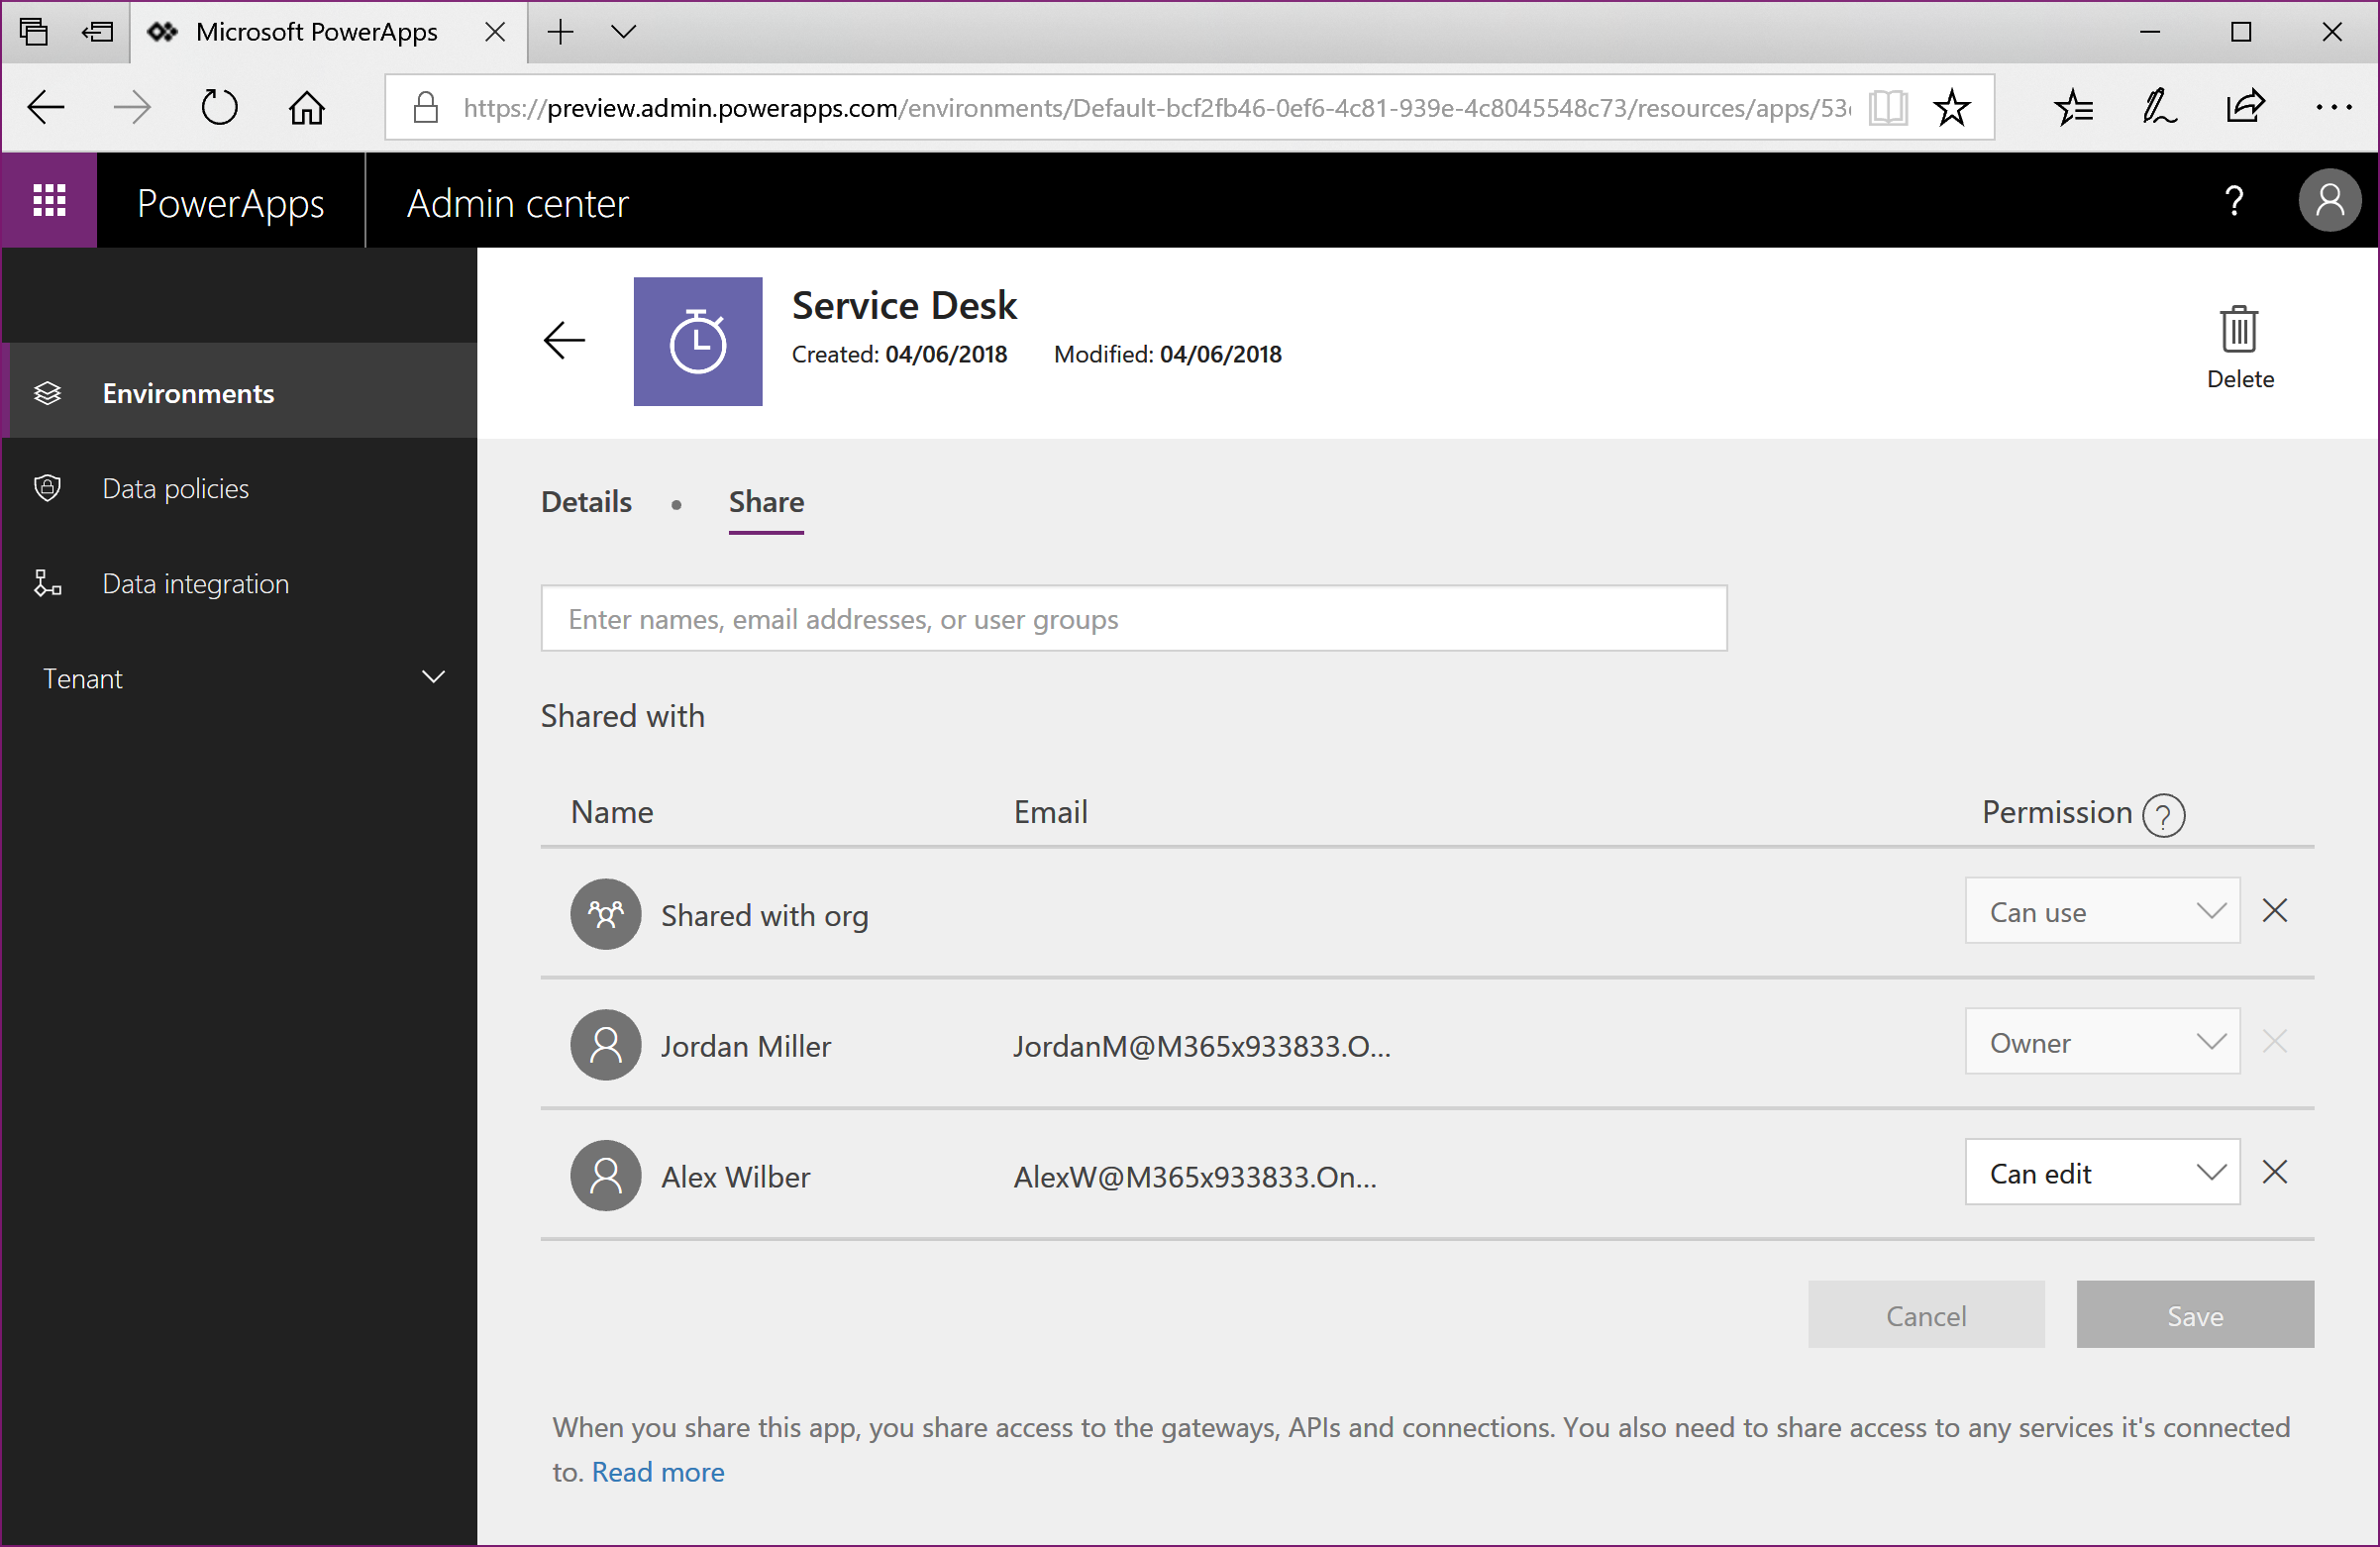 Microsoft PowerApps
https://preview.admin.powerapps.com/environments/Default-bcf2fb46-0ef6-4c81-939e-4c8045548c73/resources/apps/53
PowerApps
Admin center
?
Service Desk
Created: 04/06/2018 Modified: 04/06/2018
Delete
Environments
Data policies
Data integration
Tenant
Details • Share
Enter names, email addresses, or user groups
Shared with
Name Email Permission ?
Shared with org Can use
Jordan Miller JordanM@M365x933833.O... Owner
Alex Wilber AlexW@M365x933833.On... Can edit
Cancel Save
When you share this app, you share access to the gateways, APIs and connections. You also need to share access to any services it's connected
to. Read more